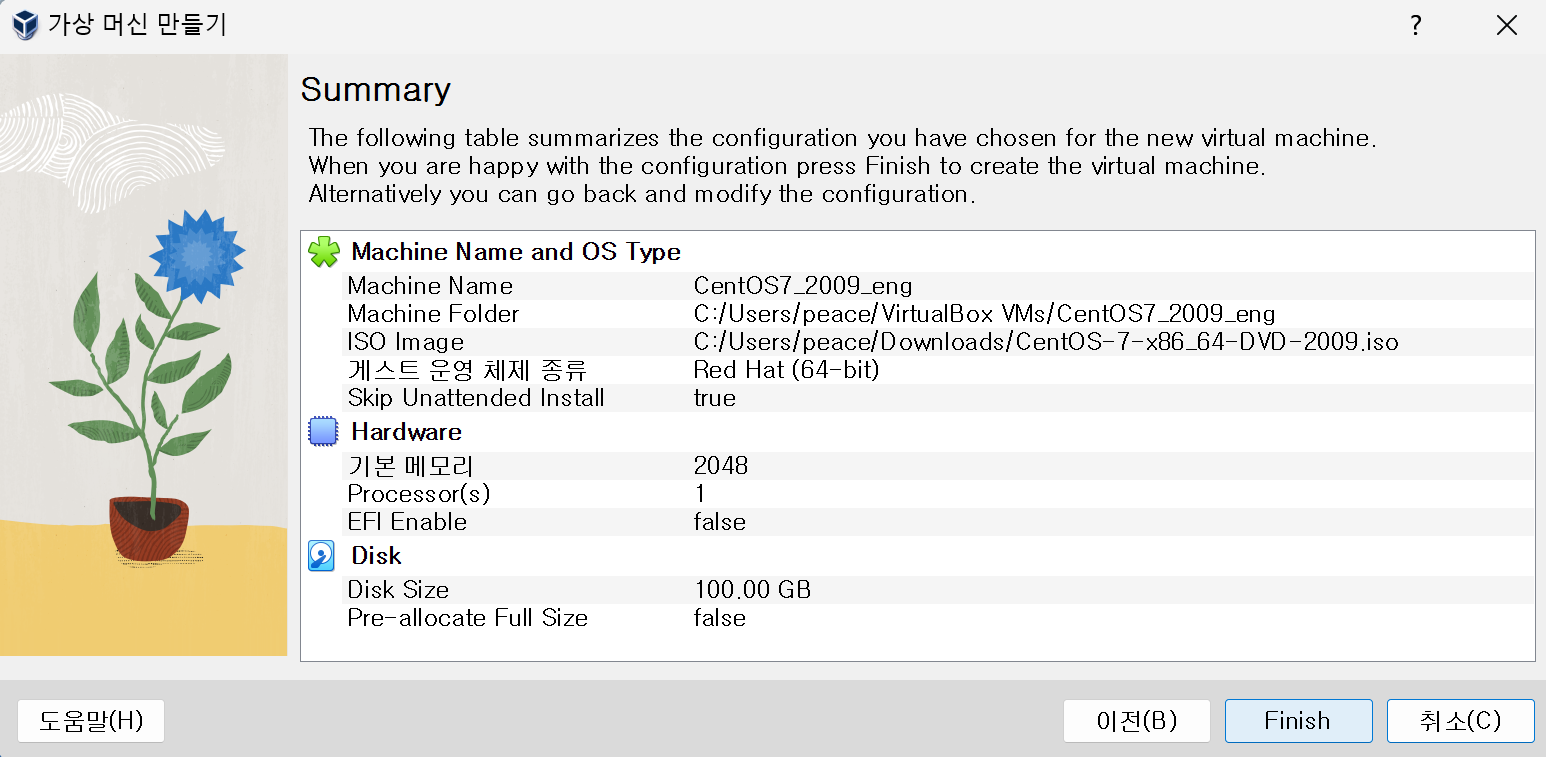 가상 머신 만들기
?
Summary
The following table summarizes the configuration you have chosen for the new virtual machine.
When you are happy with the configuration press Finish to create the virtual machine.
Alternatively you can go back and modify the configuration.
Machine Name and OS Type
Machine Name CentOS7_2009_eng
Machine Folder C:/Users/peace/VirtualBox VMs/CentOS7_2009_eng
ISO Image C:/Users/peace/Downloads/CentOS-7-x86_64-DVD-2009.iso
게스트 운영 체제 종류 Red Hat (64-bit)
Skip Unattended Install true
Hardware
기본 메모리 2048
Processor(s) 1
EFI Enable false
Disk
Disk Size 100.00 GB
Pre-allocate Full Size false
도움말(H) 이전(B) Finish 취소(C)